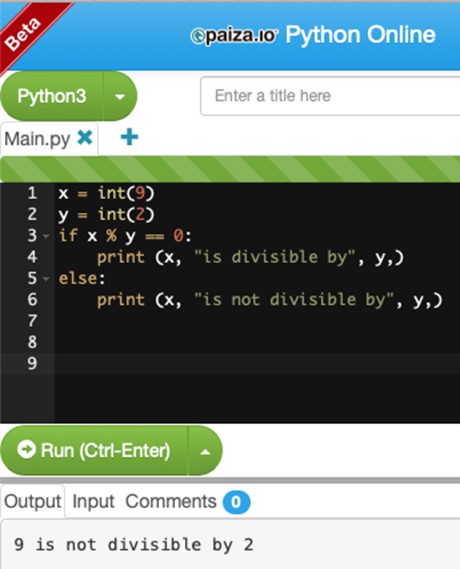 Beta
paiza.IO Python Online
Python3
Enter a title here
Main.py ✖ ✚
1 x = int(9)
2 y = int(2)
3 if x % y == 0:
4     print (x, "is divisible by", y,)
5 else:
6     print (x, "is not divisible by", y,)
7
8
9
Run (Ctrl-Enter)
Output Input Comments 0
9 is not divisible by 2